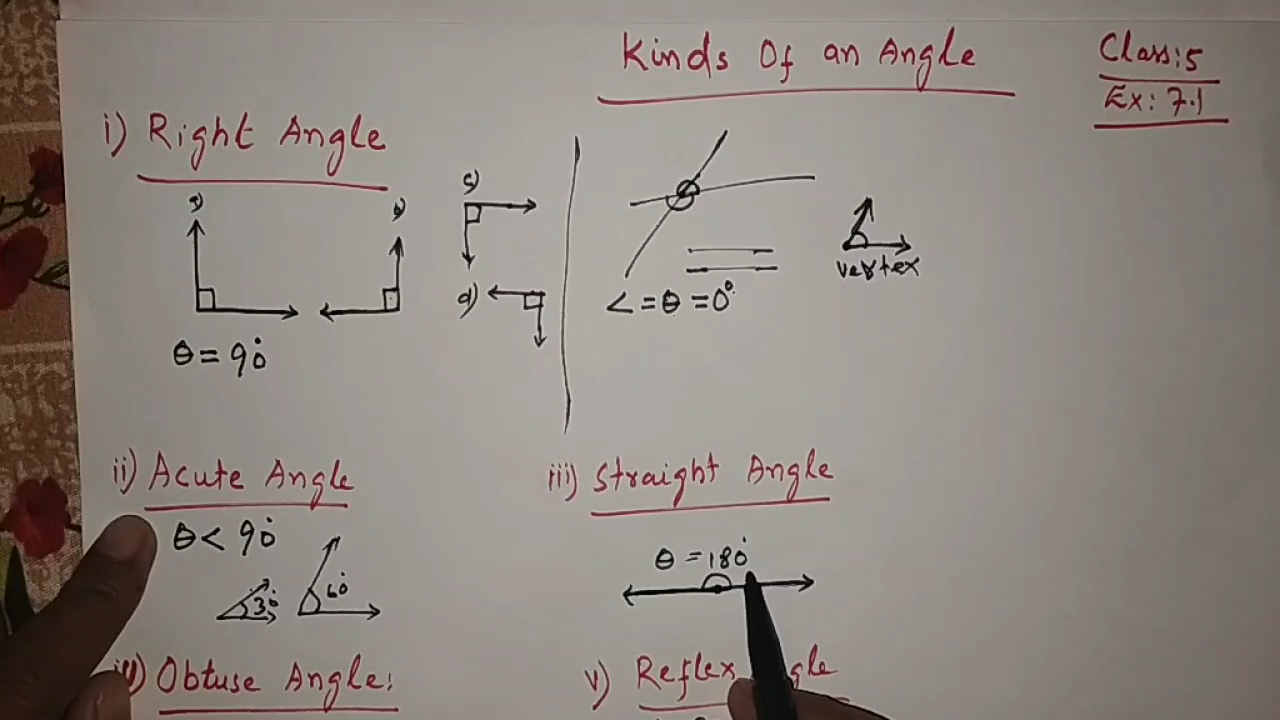 Kinds Of an Angle
Class: 5
Ex: 7.1
i) Right Angle
a)
b)
c)
d)
θ = 90°
vertex
∠ = θ = 0°
ii) Acute Angle
θ < 90°
30°
60°
iii) Straight Angle
θ = 180°
iv) Obtuse Angle:
v) Reflex